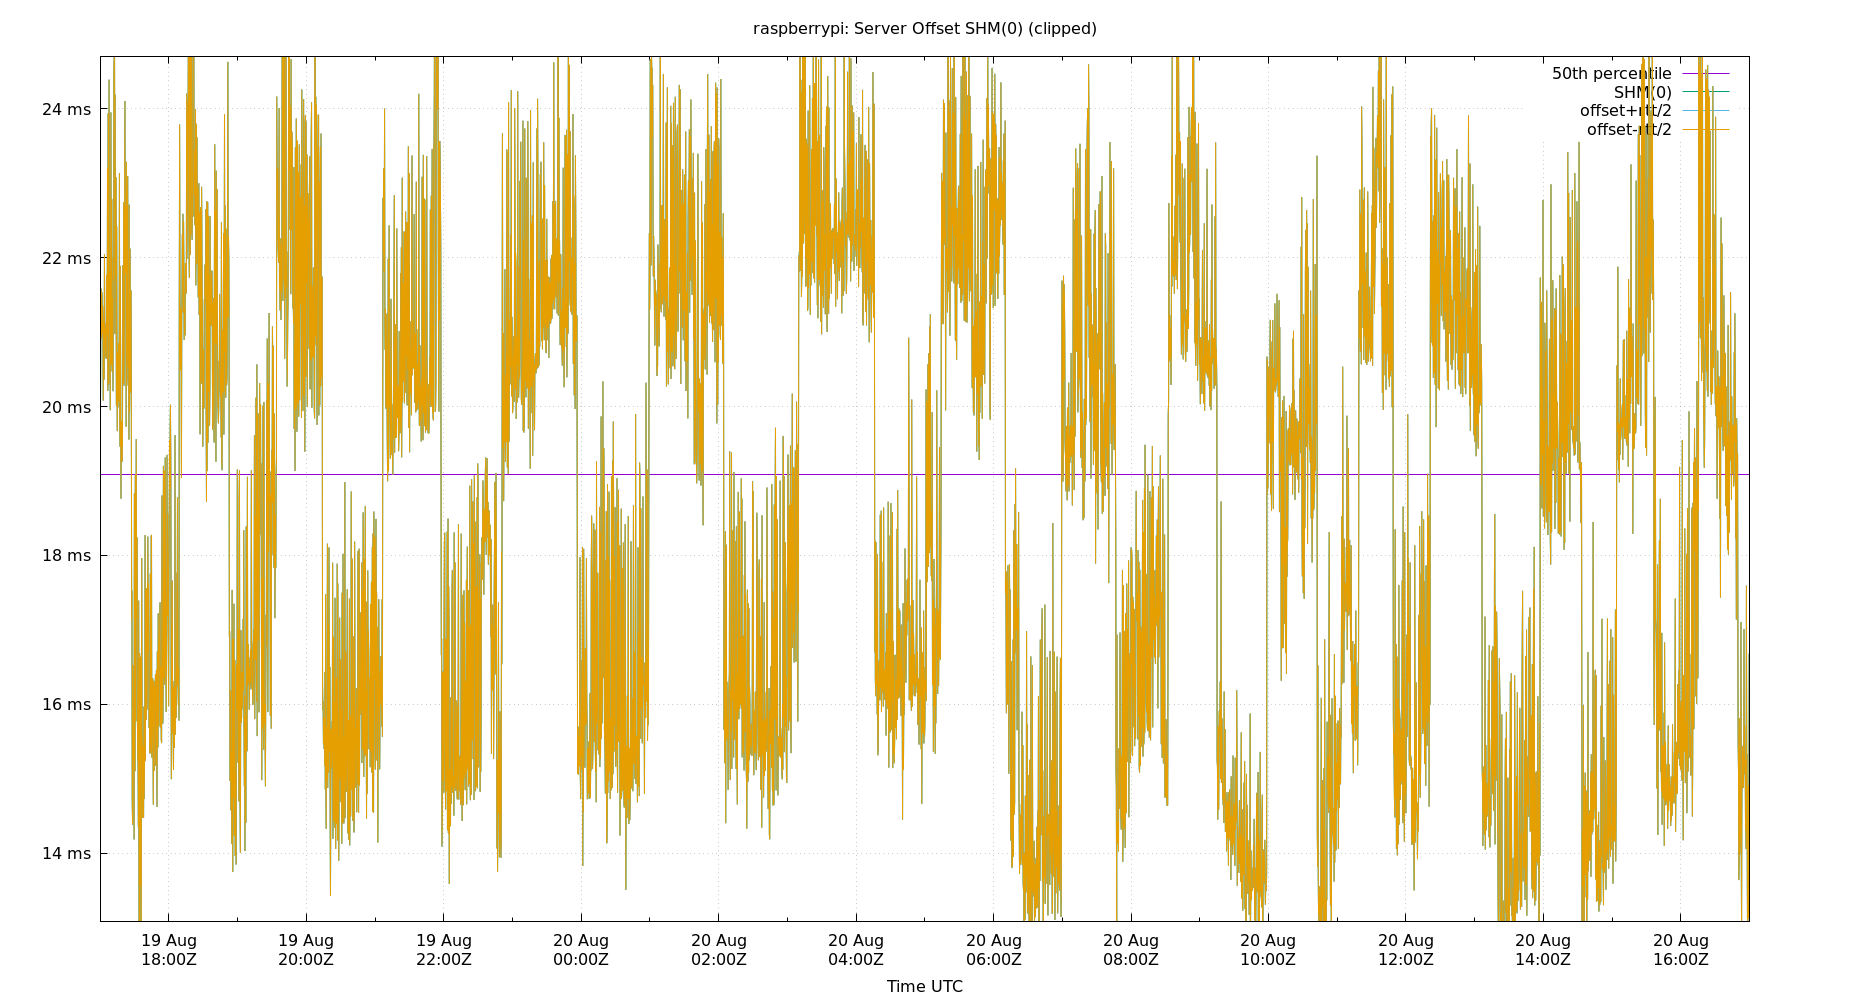 raspberrypi: Server Offset SHM(0) (clipped)
50th percentile
SHM(0)
offset+rtt/2
offset-rtt/2
24 ms
22 ms
20 ms
18 ms
16 ms
14 ms
19 Aug 19 Aug 19 Aug 20 Aug 20 Aug 20 Aug 20 Aug 20 Aug 20 Aug 20 Aug 20 Aug 20 Aug
18:00Z 20:00Z 22:00Z 00:00Z 02:00Z 04:00Z 06:00Z 08:00Z 10:00Z 12:00Z 14:00Z 16:00Z
Time UTC